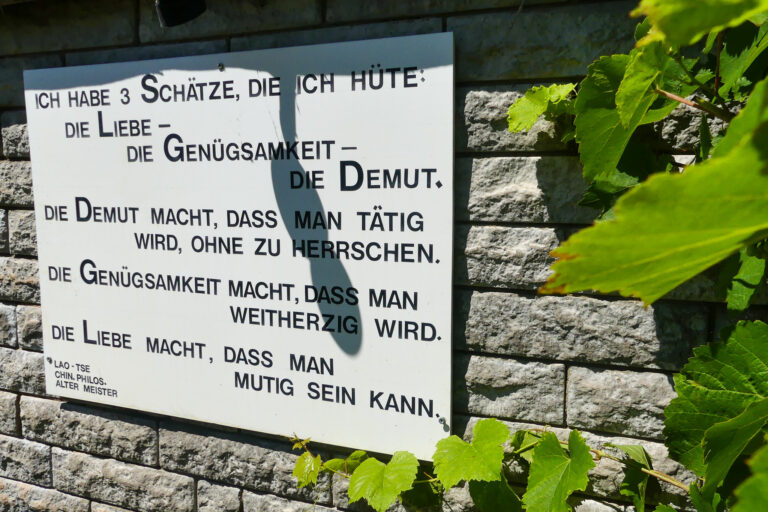 ICH HABE 3 SCHÄTZE, DIE ICH HÜTE:
DIE LIEBE –
DIE GENÜGSAMKEIT –
DIE DEMUT.
DIE DEMUT MACHT, DASS MAN TÄTIG
WIRD, OHNE ZU HERRSCHEN.
DIE GENÜGSAMKEIT MACHT, DASS MAN
WEITHERZIG WIRD.
DIE LIEBE MACHT, DASS MAN
MUTIG SEIN KANN.
LAO - TSE
CHIN. PHILOS.
ALTER MEISTER